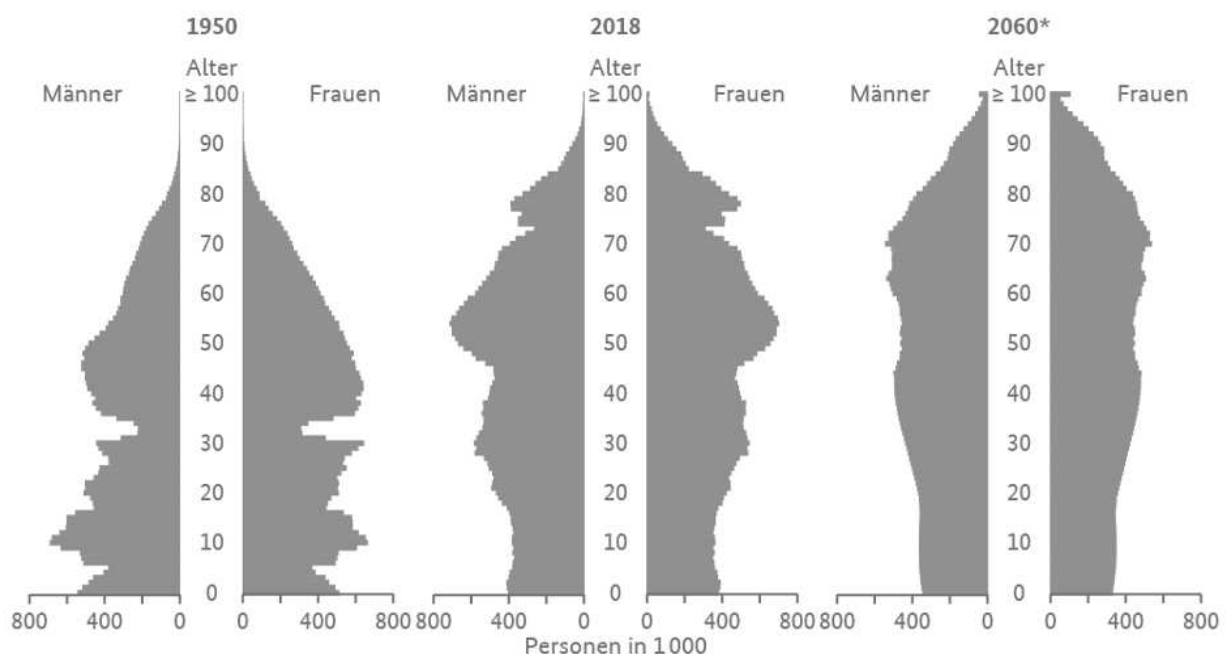 1950 2018 2060*
Alter Alter Alter
Männer ≥ 100 Frauen Männer ≥ 100 Frauen Männer ≥ 100 Frauen
90 90 90
80 80 80
70 70 70
60 60 60
50 50 50
40 40 40
30 30 30
20 20 20
10 10 10
0 0 0
800 400 0 0 400 800 800 400 0 0 400 800 800 400 0 0 400 800
Personen in 1 000